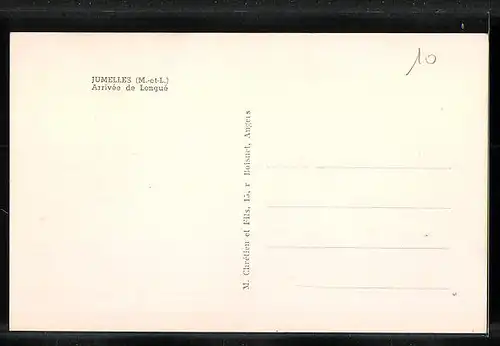 JUMELLES (M.-et-L.)
Arrivée de Longué
10
M. Chrétien et Fils, 15, r Boisnet, Angers